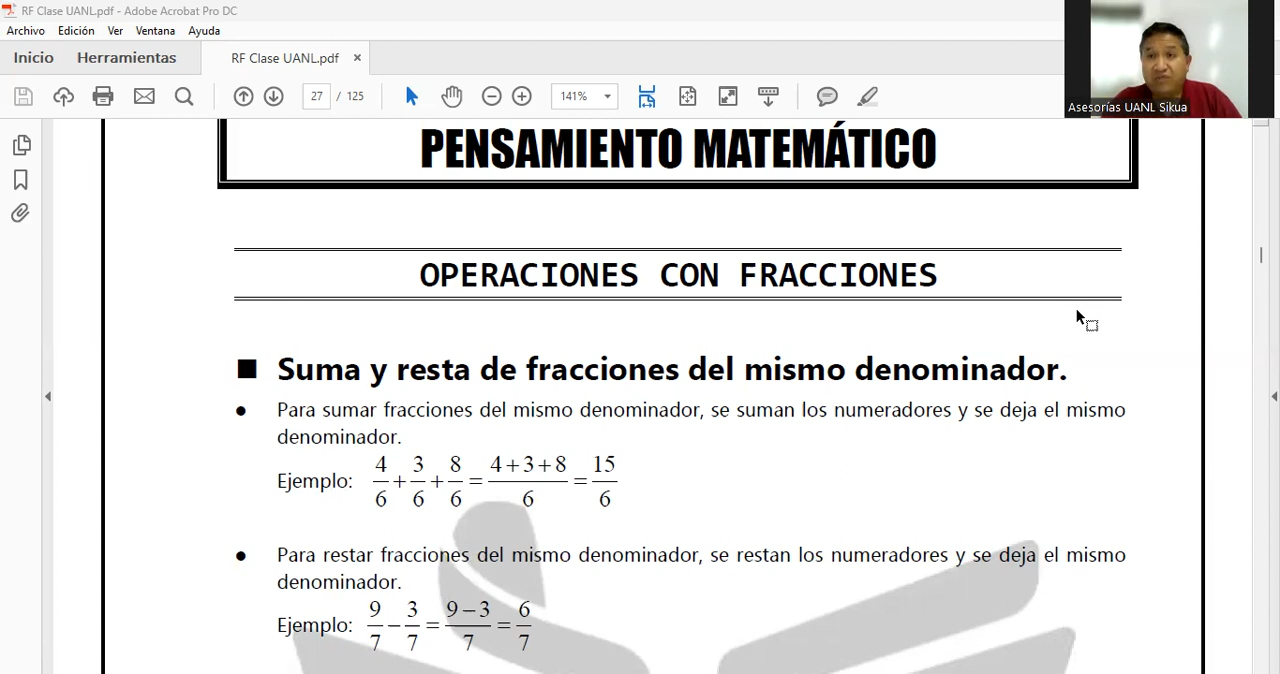 RF Clase UANL.pdf - Adobe Acrobat Pro DC
Archivo Edición Ver Ventana Ayuda
Inicio Herramientas RF Clase UANL.pdf ×
27 / 125 141%
Asesorías UANL Sikua
PENSAMIENTO MATEMÁTICO
OPERACIONES CON FRACCIONES
■ Suma y resta de fracciones del mismo denominador.
● Para sumar fracciones del mismo denominador, se suman los numeradores y se deja el mismo
denominador.
Ejemplo: 4/6 + 3/6 + 8/6 = (4+3+8)/6 = 15/6
● Para restar fracciones del mismo denominador, se restan los numeradores y se deja el mismo
denominador.
Ejemplo: 9/7 − 3/7 = (9−3)/7 = 6/7